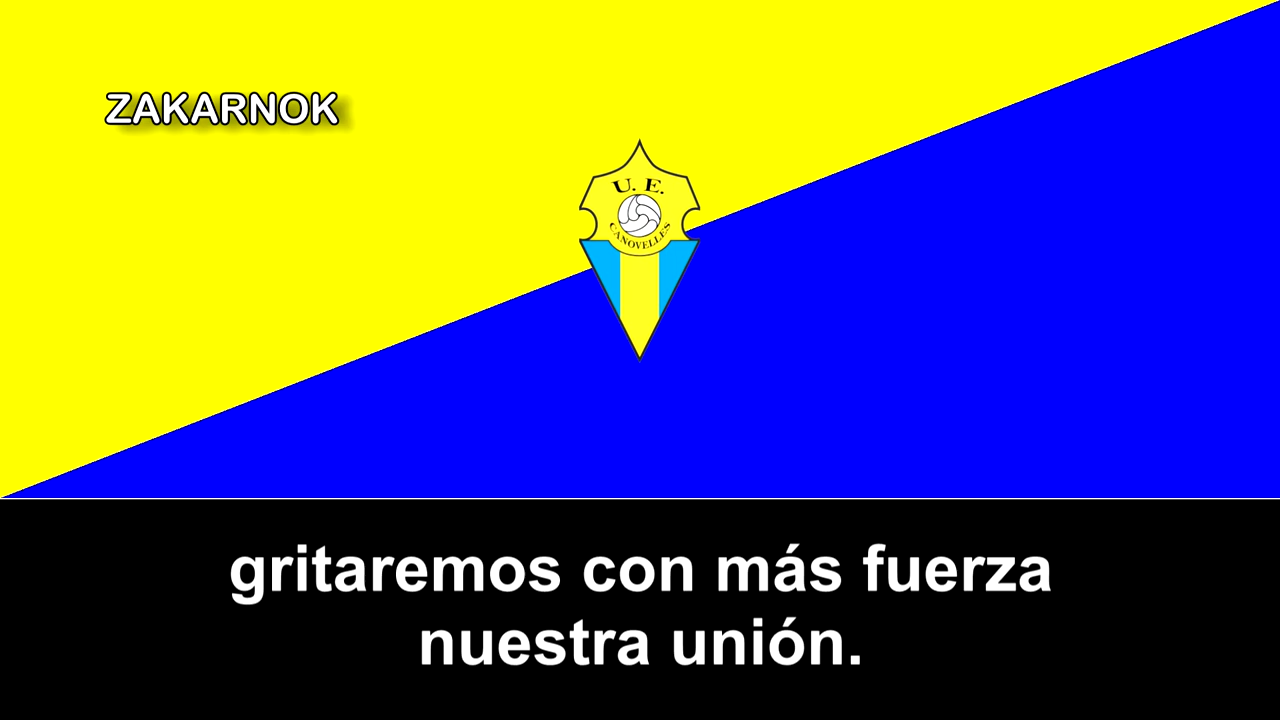 ZAKARNOK
U. E.
CANOVELLES
gritaremos con más fuerza
nuestra unión.